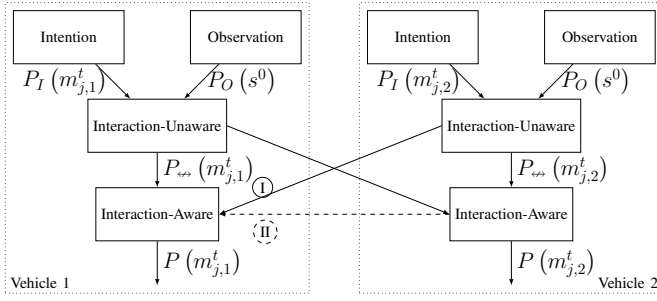 Intention Observation Intention Observation
P_I (m^t_{j,1}) P_O (s^0) P_I (m^t_{j,2}) P_O (s^0)
Interaction-Unaware Interaction-Unaware
P_↮ (m^t_{j,1}) P_↮ (m^t_{j,2})
I
Interaction-Aware Interaction-Aware
II
P (m^t_{j,1}) P (m^t_{j,2})
Vehicle 1 Vehicle 2